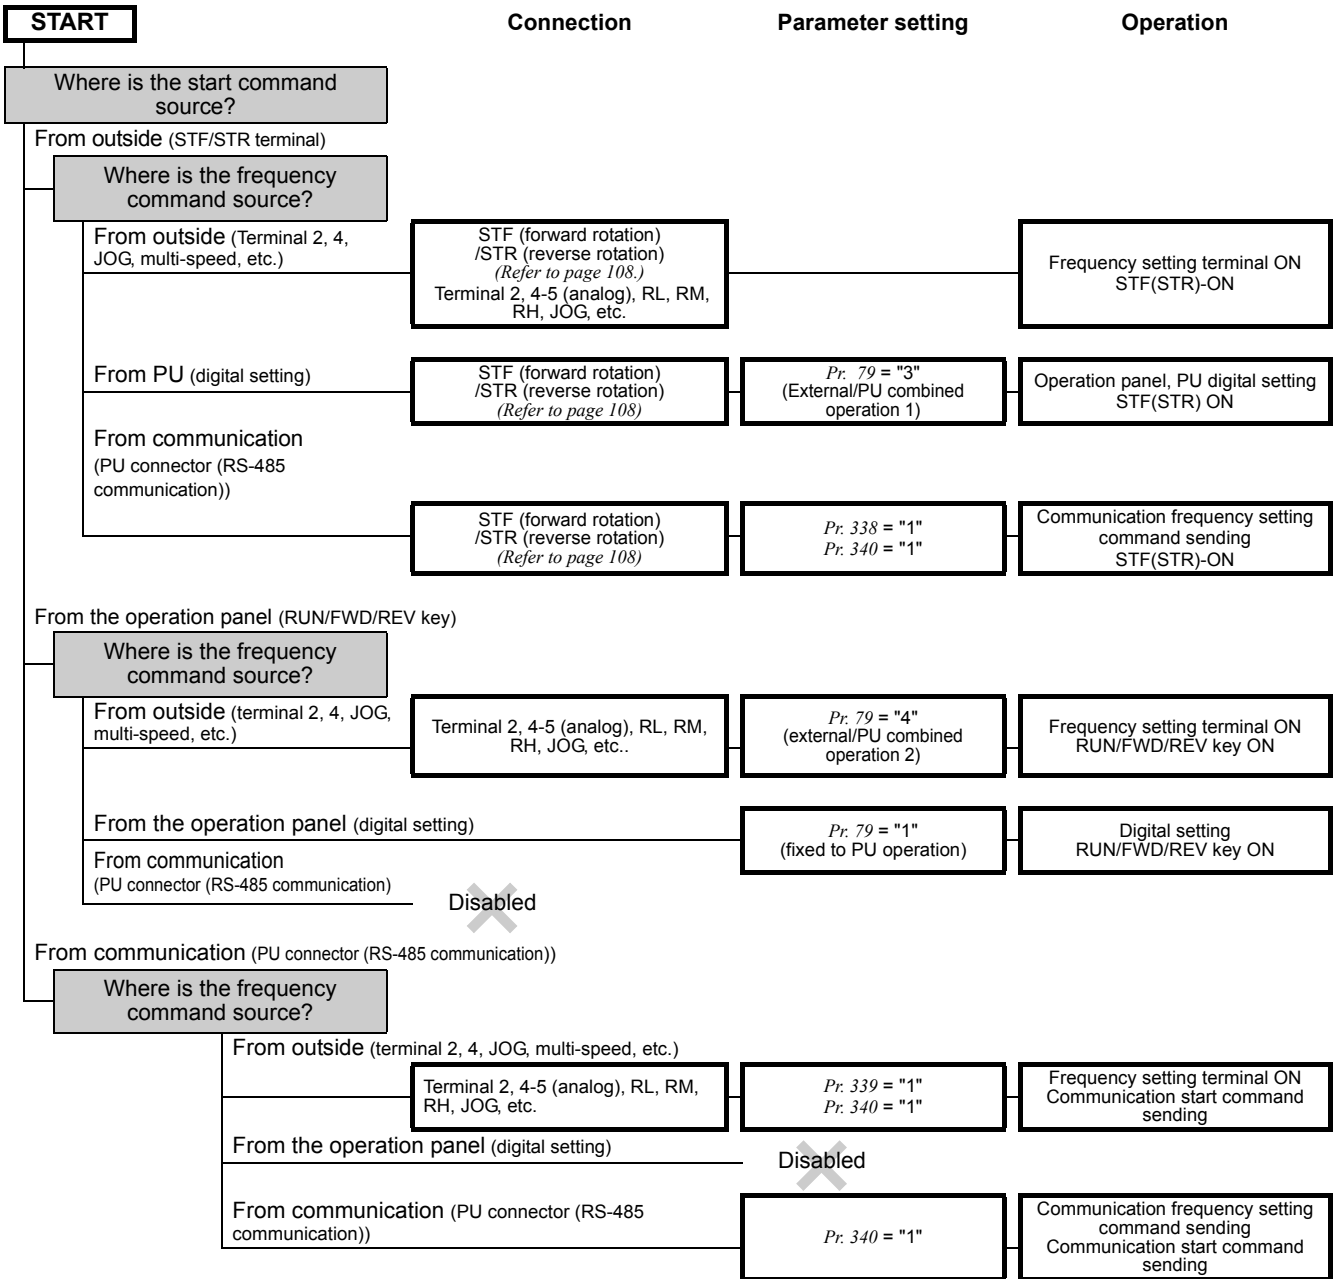 START
Connection
Parameter setting
Operation
Where is the start command
source?
From outside (STF/STR terminal)
Where is the frequency
command source?
From outside (Terminal 2, 4,
JOG, multi-speed, etc.)
STF (forward rotation)
/STR (reverse rotation)
(Refer to page 108.)
Terminal 2, 4-5 (analog), RL, RM,
RH, JOG, etc.
Frequency setting terminal ON
STF(STR)-ON
From PU (digital setting)
STF (forward rotation)
/STR (reverse rotation)
(Refer to page 108)
Pr. 79 = "3"
(External/PU combined
operation 1)
Operation panel, PU digital setting
STF(STR) ON
From communication
(PU connector (RS-485
communication))
STF (forward rotation)
/STR (reverse rotation)
(Refer to page 108)
Pr. 338 = "1"
Pr. 340 = "1"
Communication frequency setting
command sending
STF(STR)-ON
From the operation panel (RUN/FWD/REV key)
Where is the frequency
command source?
From outside (terminal 2, 4, JOG,
multi-speed, etc.)
Terminal 2, 4-5 (analog), RL, RM,
RH, JOG, etc..
Pr. 79 = "4"
(external/PU combined
operation 2)
Frequency setting terminal ON
RUN/FWD/REV key ON
From the operation panel (digital setting)
Pr. 79 = "1"
(fixed to PU operation)
Digital setting
RUN/FWD/REV key ON
From communication
(PU connector (RS-485 communication)
Disabled
From communication (PU connector (RS-485 communication))
Where is the frequency
command source?
From outside (terminal 2, 4, JOG, multi-speed, etc.)
Terminal 2, 4-5 (analog), RL, RM,
RH, JOG, etc.
Pr. 339 = "1"
Pr. 340 = "1"
Frequency setting terminal ON
Communication start command
sending
From the operation panel (digital setting)
Disabled
From communication (PU connector (RS-485
communication))
Pr. 340 = "1"
Communication frequency setting
command sending
Communication start command
sending